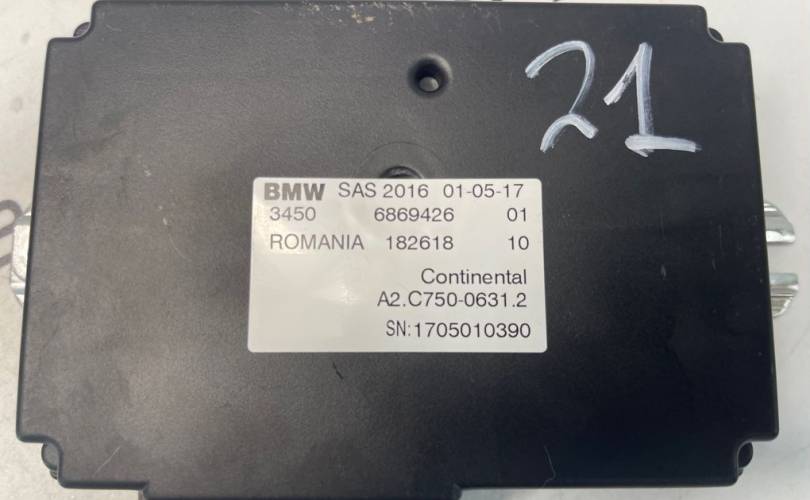 21
BMW SAS 2016 01-05-17
3450 6869426 01
ROMANIA 182618 10
Continental
A2.C750-0631.2
SN:1705010390